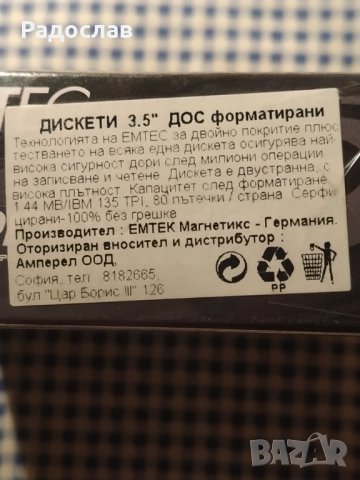 Радослав
TEC
ДИСКЕТИ 3.5" ДОС форматирани
Технологията на EMTEC за двойно покритие плюс
тестването на всяка една дискета осигурява най-
висока сигурност дори след милиони операции
на записване и четене. Дискета е двустранна, с
висока плътност. Капацитет след форматиране
1.44 MB/IBM 135 TPI, 80 пътечки / страна Серфи-
цирани-100% без грешка
Производител : ЕМТЕК Магнетикс - Германия.
Оторизиран вносител и дистрибутор :
Амперел ООД,
София, тел 8182665,
бул "Цар Борис III" 126
PP
BAZAR